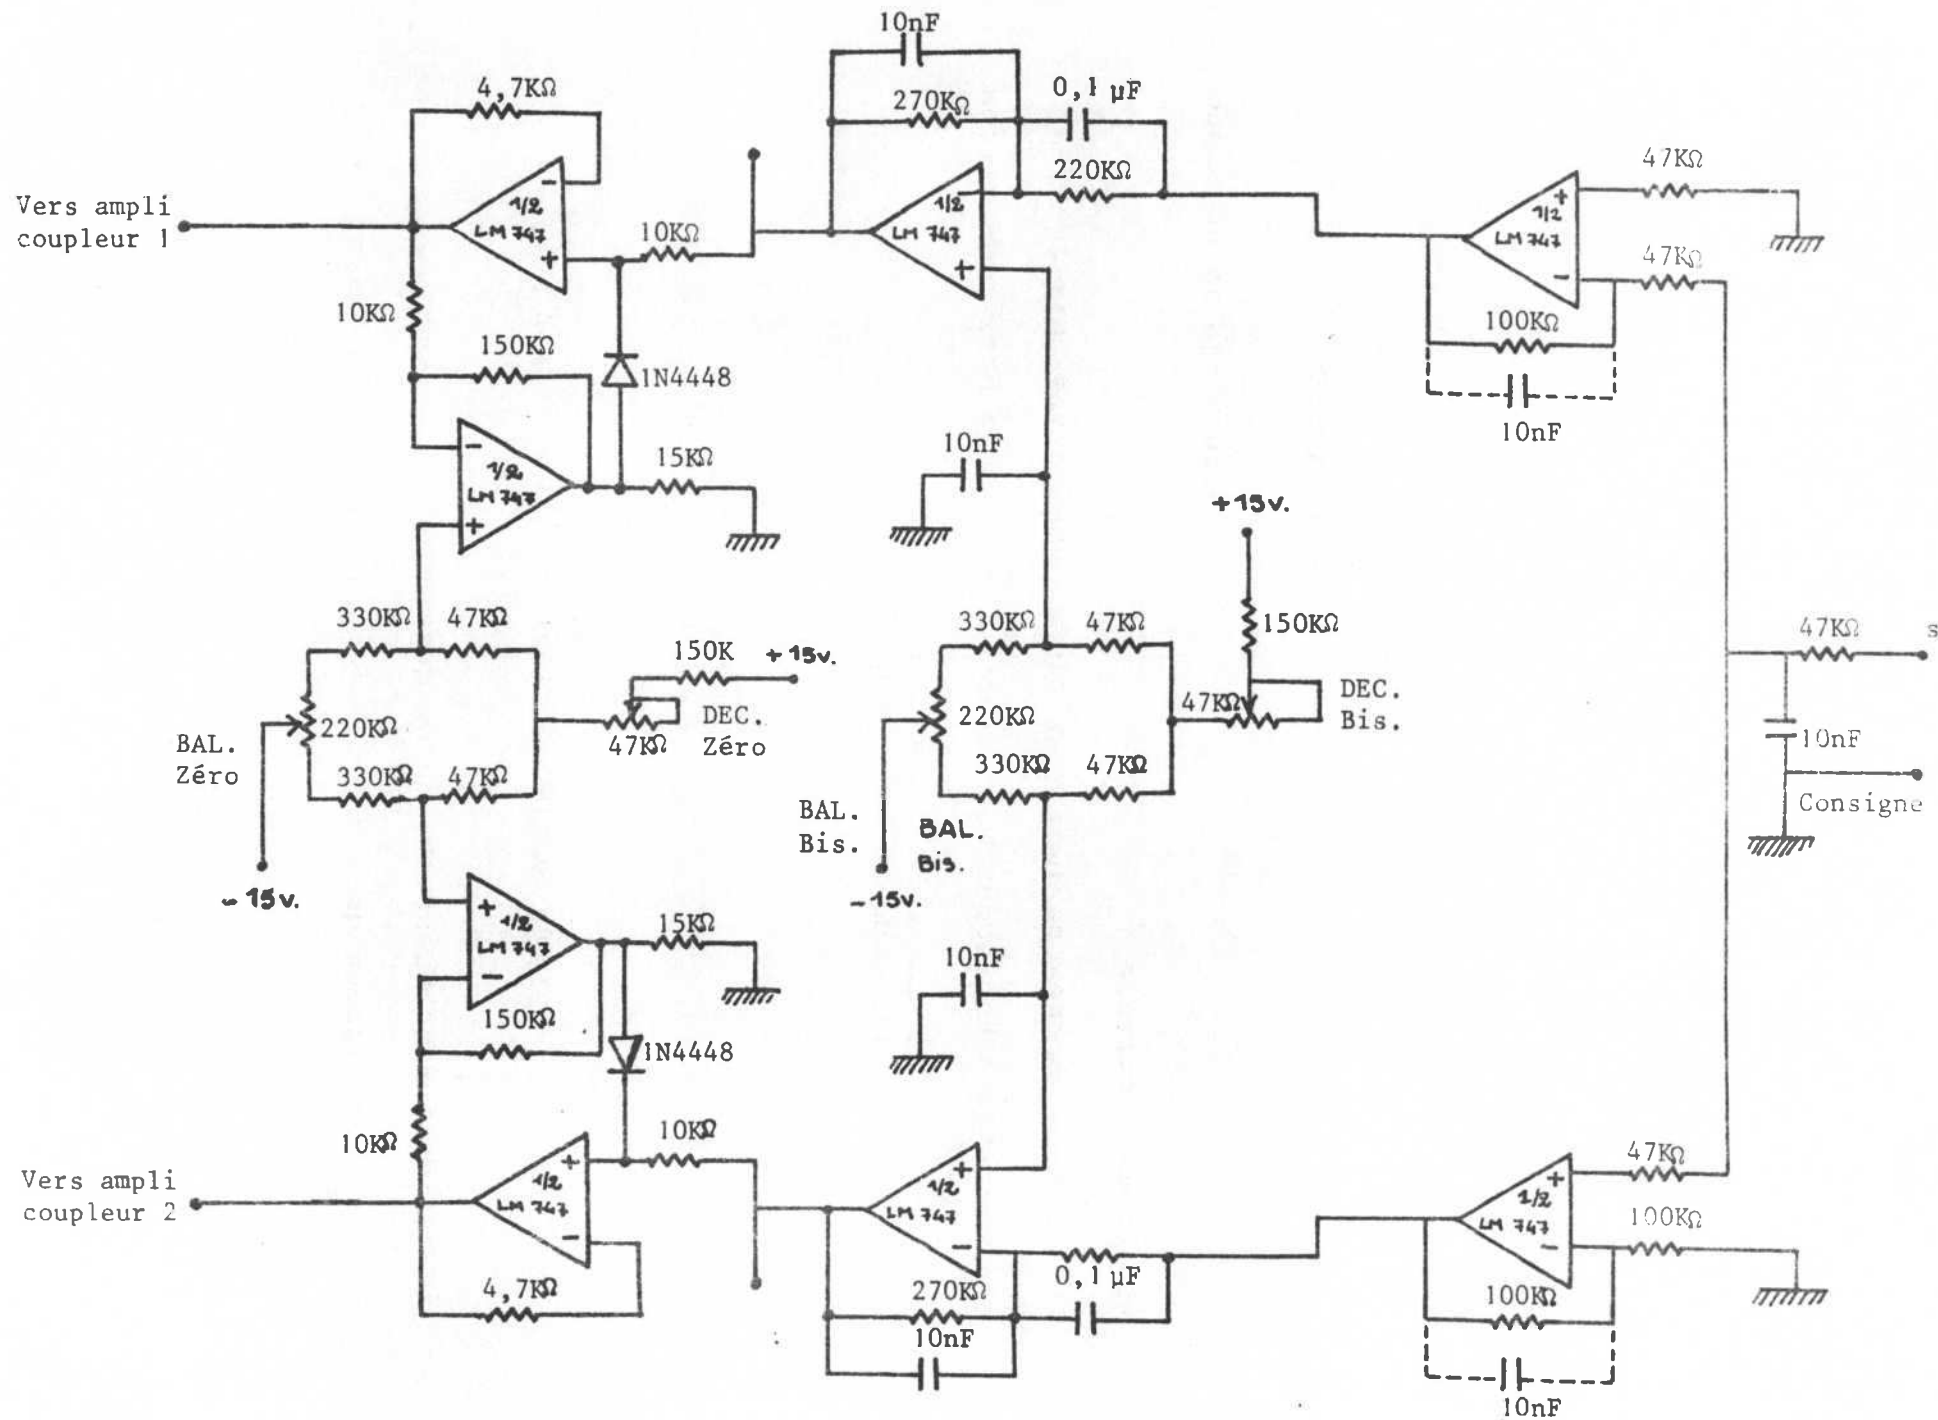 10nF
4,7KΩ
270KΩ
0,1 µF
220KΩ
47KΩ
Vers ampli
coupleur 1
-
1/2
LM 747
+
10KΩ
-
1/2
LM 747
+
+
1/2
LM 747
-
47KΩ
10KΩ
150KΩ
1N4448
100KΩ
10nF
-
1/2
LM 747
+
15KΩ
10nF
+15v.
150KΩ
330KΩ
47KΩ
150K
+15v.
330KΩ
47KΩ
47KΩ
s
BAL.
Zéro
220KΩ
47KΩ
DEC.
Zéro
220KΩ
47KΩ
DEC.
Bis.
10nF
330KΩ
47KΩ
330KΩ
47KΩ
Consigne
-15v.
BAL.
Bis.
BAL.
Bis.
-15v.
+
1/2
LM 747
-
15KΩ
10nF
150KΩ
1N4448
10KΩ
10KΩ
Vers ampli
coupleur 2
+
1/2
LM 747
-
+
1/2
LM 747
-
47KΩ
+
1/2
LM 747
-
100KΩ
4,7KΩ
270KΩ
10nF
0,1 µF
100KΩ
10nF